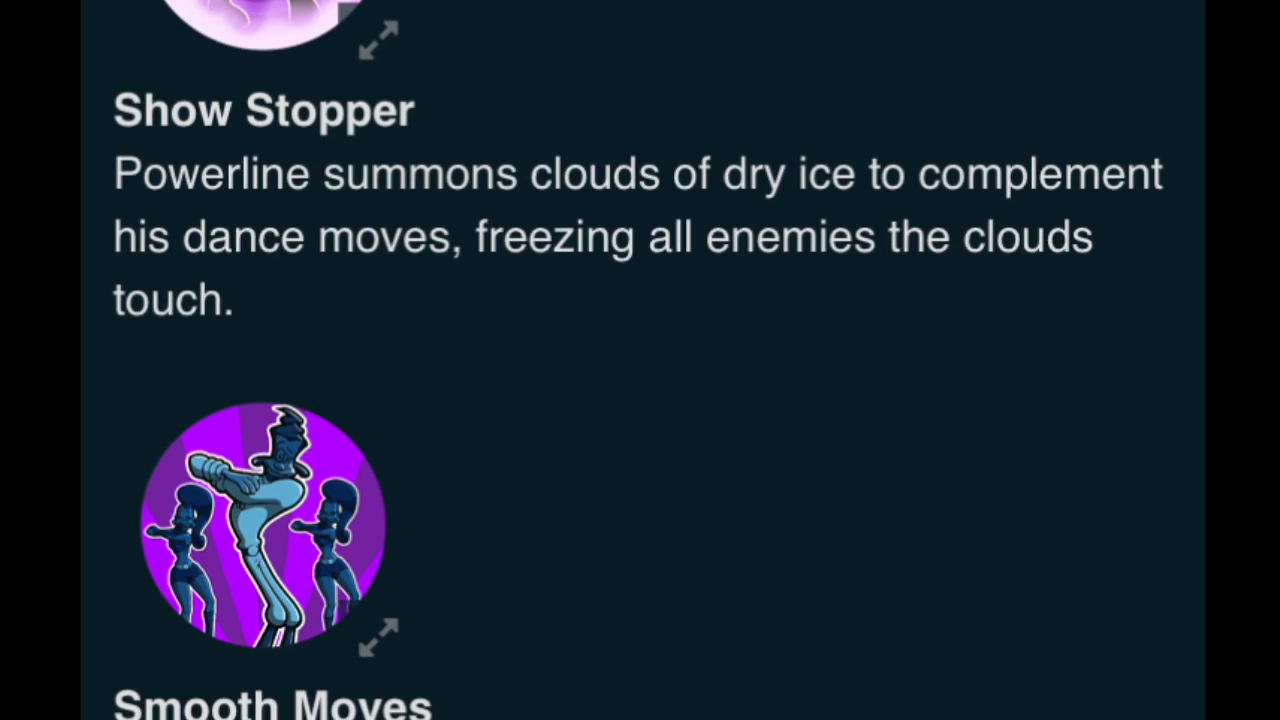 Show Stopper
Powerline summons clouds of dry ice to complement
his dance moves, freezing all enemies the clouds
touch.
Smooth Moves